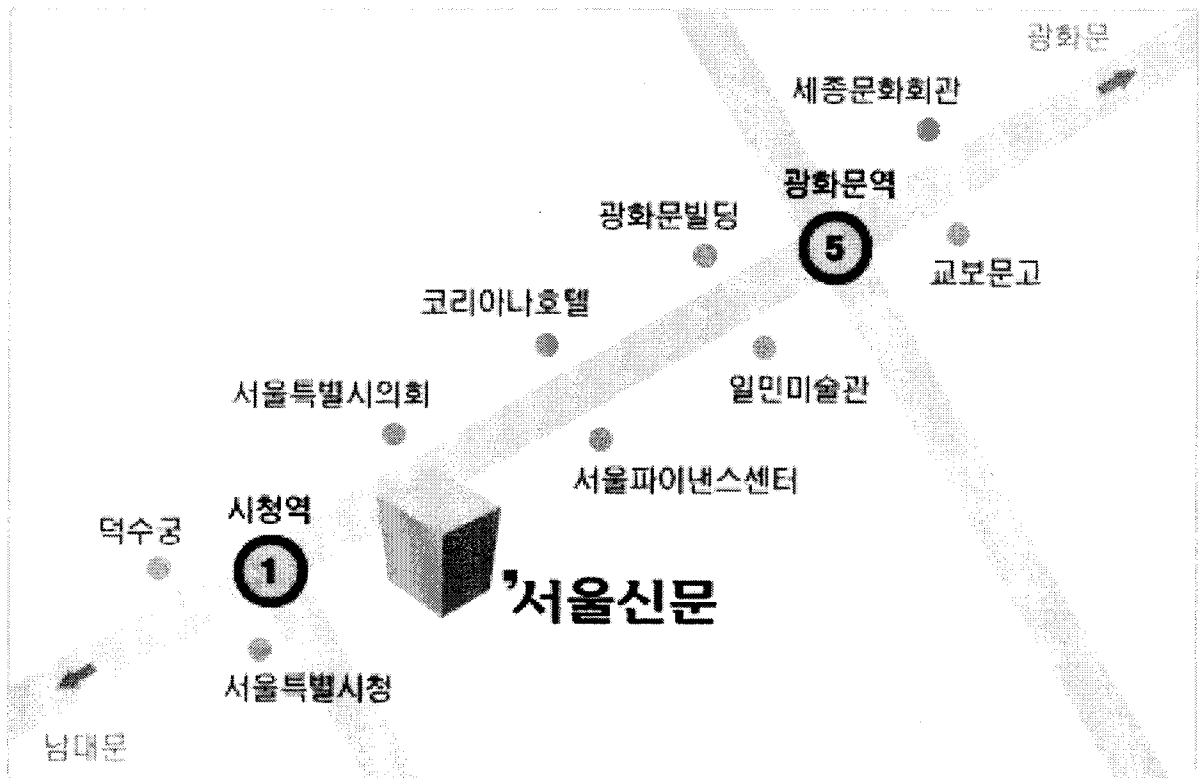 광화문
세종문화회관
광화문역
광화문빌딩
5
교보문고
코리아나호텔
일민미술관
서울특별시의회
서울파이낸스센터
시청역
덕수궁
1
서울신문
서울특별시청
남대문